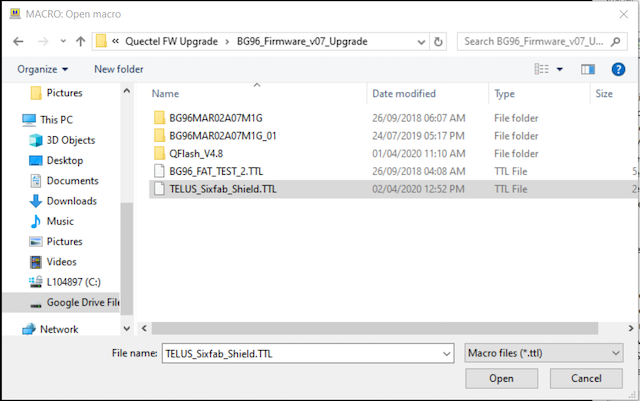 MACRO: Open macro
« Quectel FW Upgrade > BG96_Firmware_v07_Upgrade
Search BG96_Firmware_v07_U...
Organize
New folder
?
Name Date modified Type Size
BG96MAR02A07M1G 26/09/2018 06:07 AM File folder
BG96MAR02A07M1G_01 24/07/2019 05:17 PM File folder
QFlash_V4.8 01/04/2020 11:10 AM File folder
BG96_FAT_TEST_2.TTL 26/09/2018 04:08 AM TTL File 5
TELUS_Sixfab_Shield.TTL 02/04/2020 12:52 PM TTL File 2
Pictures
This PC
3D Objects
Desktop
Documents
Downloads
Music
Pictures
Videos
L104897 (C:)
Google Drive File
Network
File name: TELUS_Sixfab_Shield.TTL
Macro files (*.ttl)
Open
Cancel